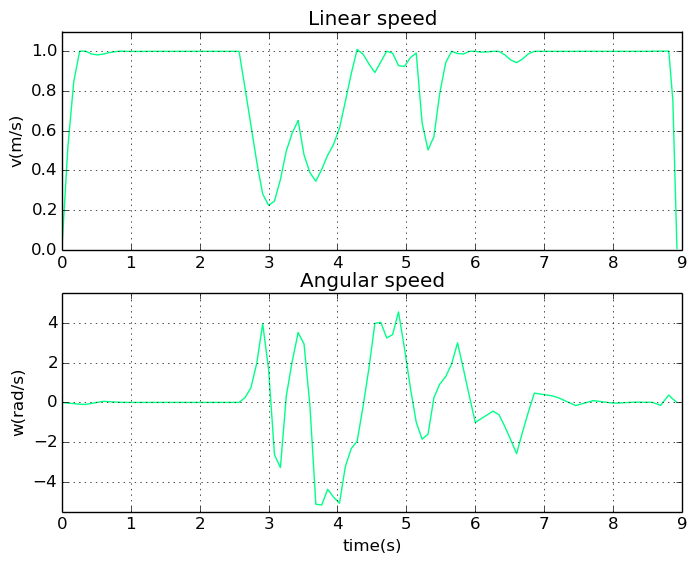 Linear speed
v(m/s)
1.0
0.8
0.6
0.4
0.2
0.0
0 1 2 3 4 5 6 7 8 9
Angular speed
w(rad/s)
4
2
0
−2
−4
0 1 2 3 4 5 6 7 8 9
time(s)